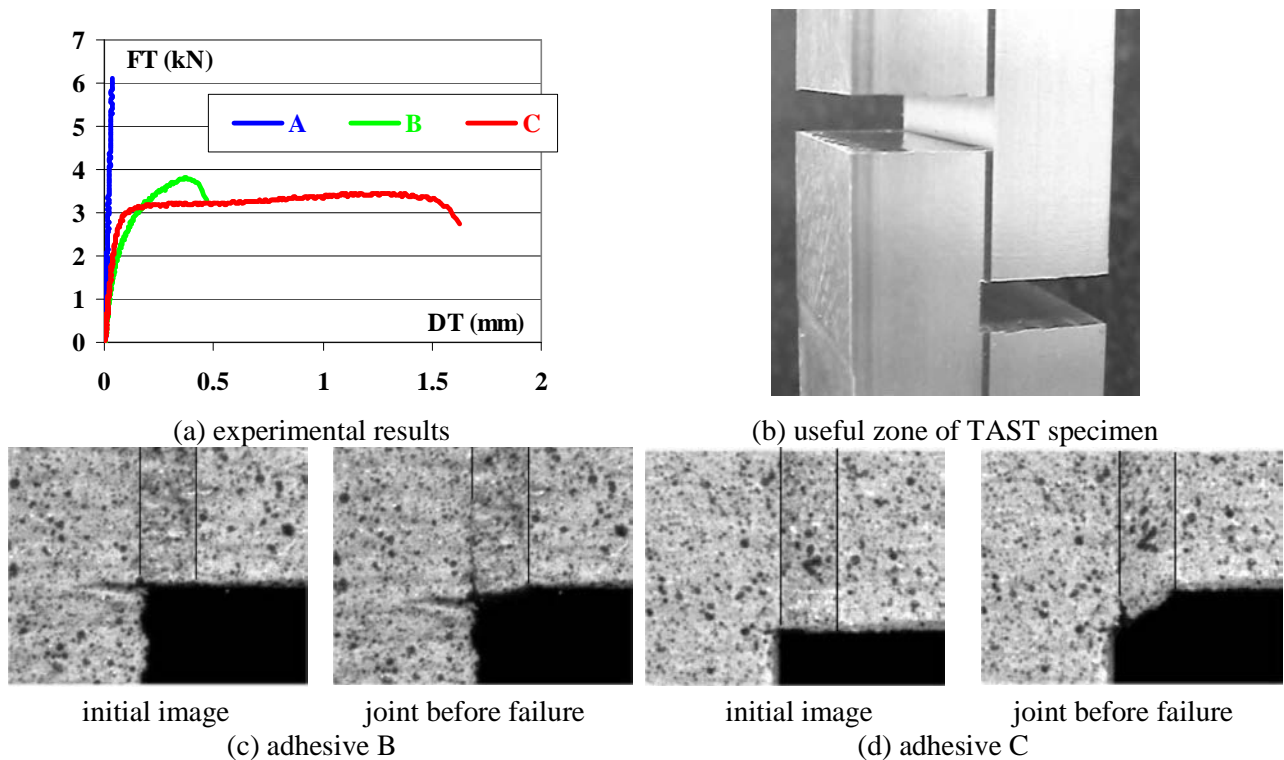 7
FT (kN)
6
A B C
5
4
3
2
1
DT (mm)
0
0 0.5 1 1.5 2
(a) experimental results
(b) useful zone of TAST specimen
initial image
joint before failure
initial image
joint before failure
(c) adhesive B
(d) adhesive C